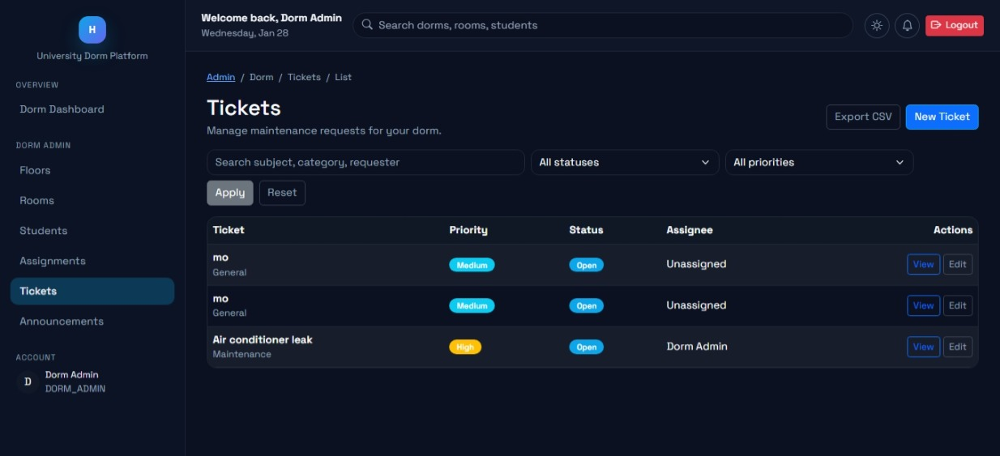 H
University Dorm Platform
OVERVIEW
Dorm Dashboard
DORM ADMIN
Floors
Rooms
Students
Assignments
Tickets
Announcements
ACCOUNT
D
Dorm Admin
DORM_ADMIN
Welcome back, Dorm Admin
Wednesday, Jan 28
Search dorms, rooms, students
Logout
Admin / Dorm / Tickets / List
Tickets
Manage maintenance requests for your dorm.
Export CSV
New Ticket
Search subject, category, requester
All statuses
All priorities
Apply
Reset
Ticket Priority Status Assignee Actions
mo
General
Medium Open Unassigned View Edit
mo
General
Medium Open Unassigned View Edit
Air conditioner leak
Maintenance
High Open Dorm Admin View Edit